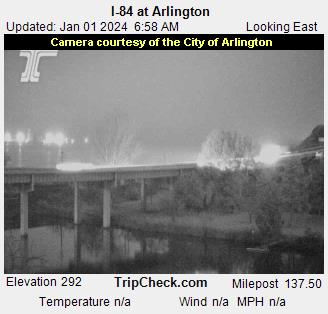 I-84 at Arlington
Updated: Jan 01 2024 6:58 AM Looking East
Camera courtesy of the City of Arlington
Elevation 292 TripCheck.com Milepost 137.50
Temperature n/a Wind n/a MPH n/a